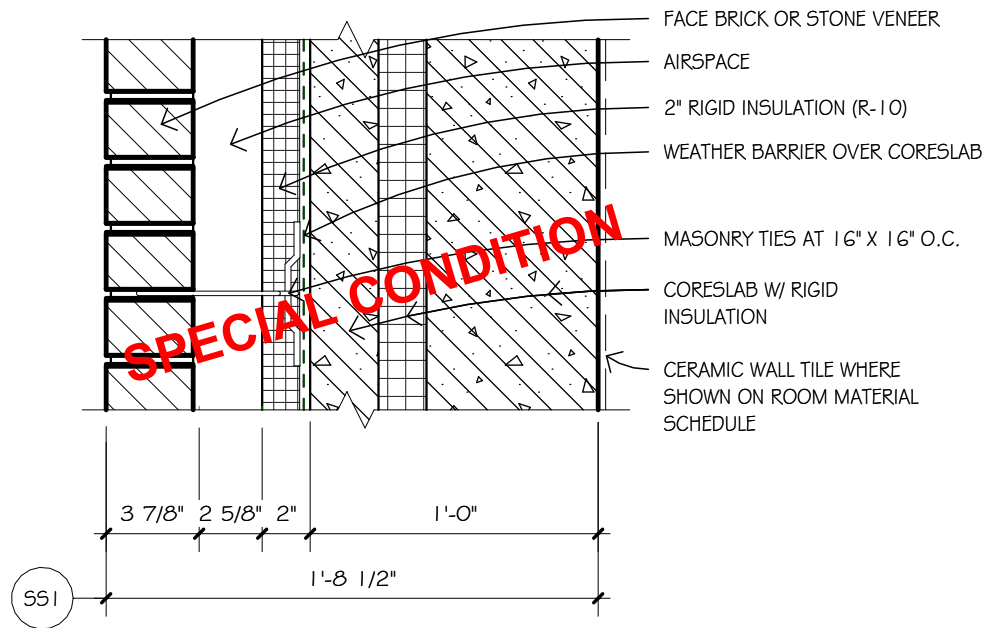 FACE BRICK OR STONE VENEER
AIRSPACE
2" RIGID INSULATION (R-10)
WEATHER BARRIER OVER CORESLAB
MASONRY TIES AT 16" X 16" O.C.
CORESLAB W/ RIGID
INSULATION
CERAMIC WALL TILE WHERE
SHOWN ON ROOM MATERIAL
SCHEDULE
SPECIAL CONDITION
3 7/8" 2 5/8" 2" 1'-0"
1'-8 1/2"
SS1